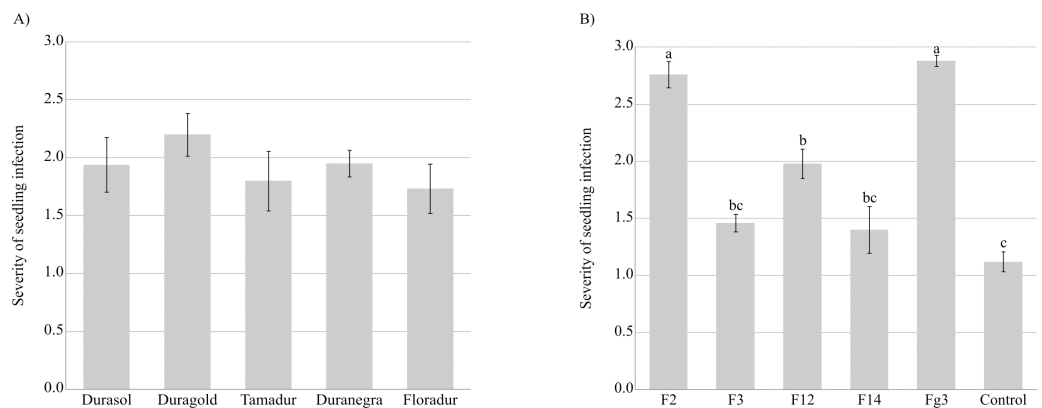 A)
Severity of seedling infection
3.0
2.5
2.0
1.5
1.0
0.5
0.0
Durasol Duragold Tamadur Duranegra Floradur
B)
Severity of seedling infection
3.0
2.5
2.0
1.5
1.0
0.5
0.0
a bc b bc a c
F2 F3 F12 F14 Fg3 Control